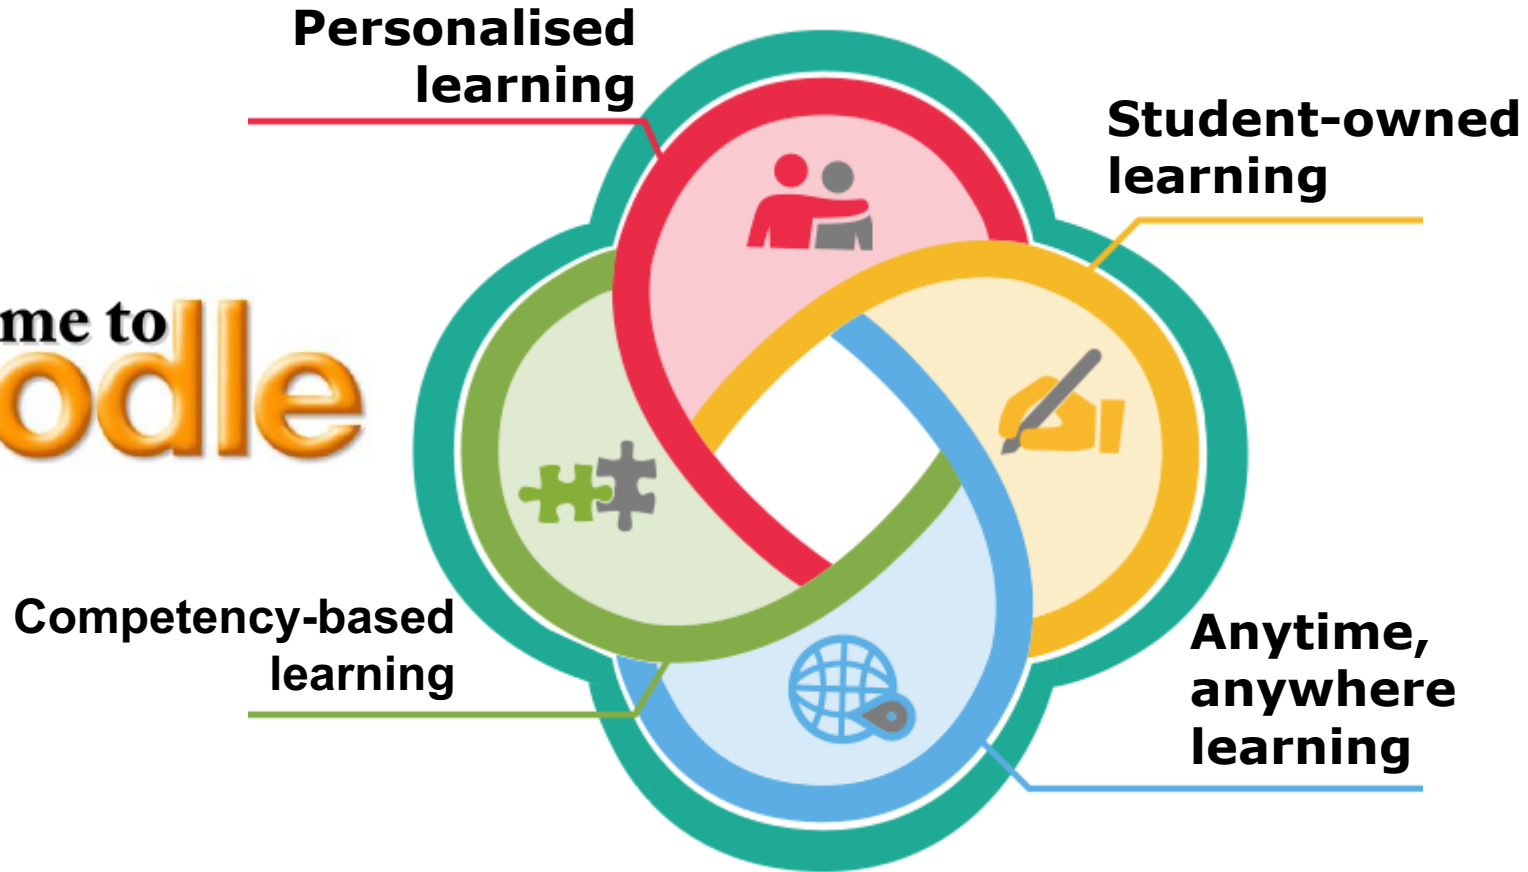 Personalised
learning
Student-owned
learning
me to
odle
Competency-based
learning
Anytime,
anywhere
learning